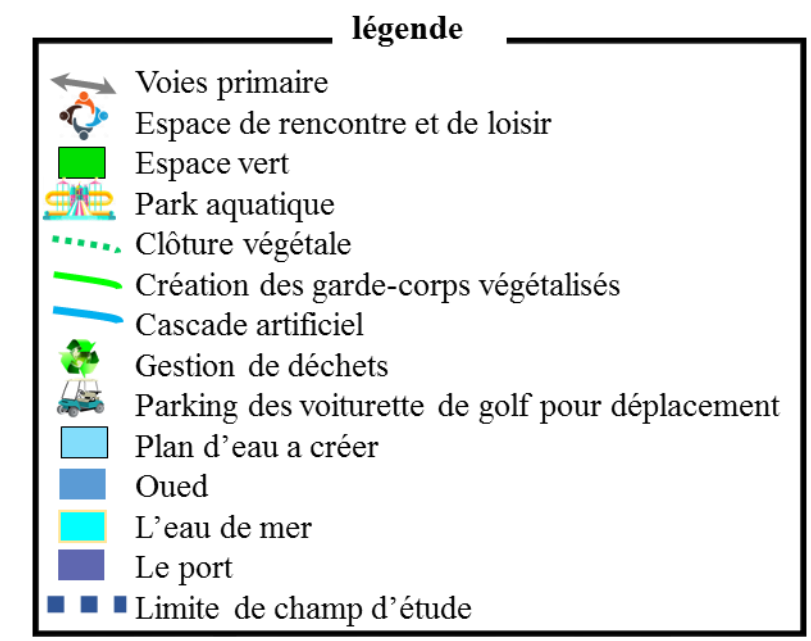 légende
Voies primaire
Espace de rencontre et de loisir
Espace vert
Park aquatique
Clôture végétale
Création des garde-corps végétalisés
Cascade artificiel
Gestion de déchets
Parking des voiturette de golf pour déplacement
Plan d’eau a créer
Oued
L’eau de mer
Le port
Limite de champ d’étude